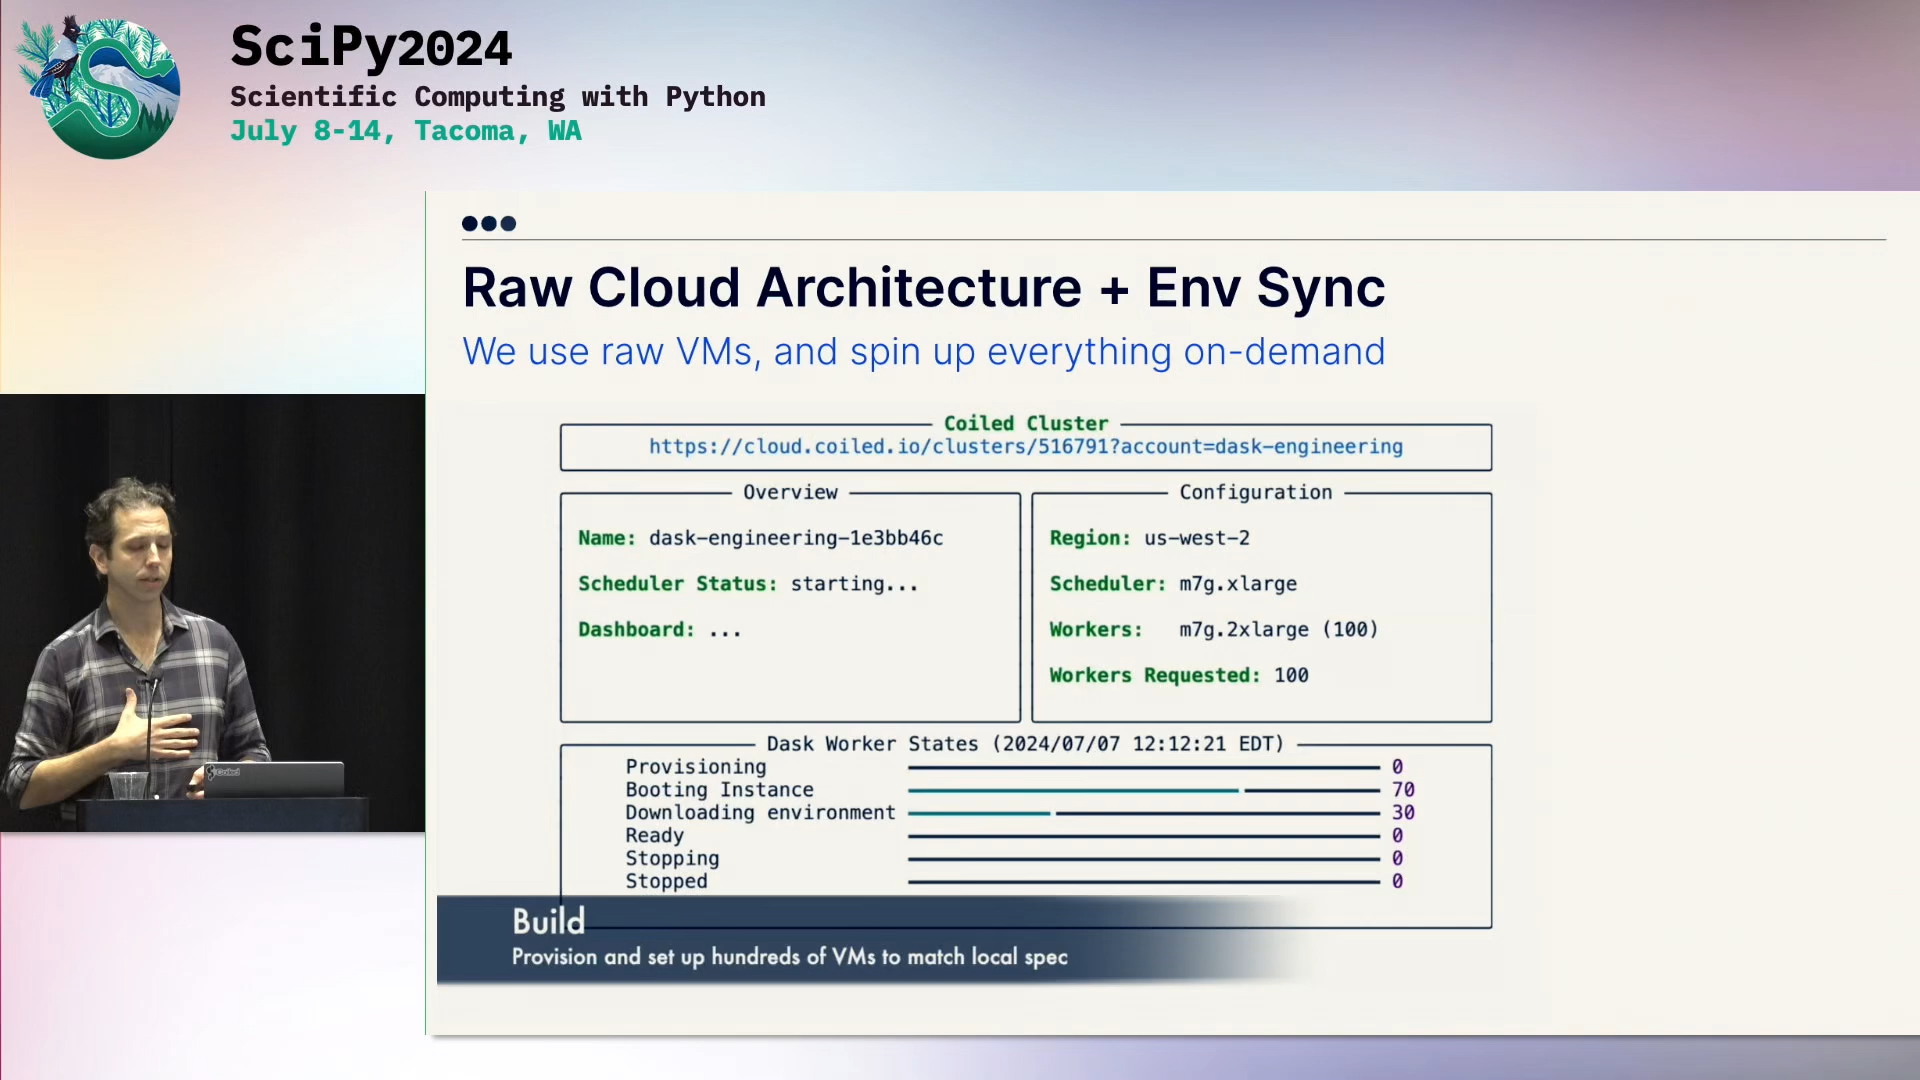 SciPy2024
Scientific Computing with Python
July 8-14, Tacoma, WA
Raw Cloud Architecture + Env Sync
We use raw VMs, and spin up everything on-demand
Coiled Cluster
https://cloud.coiled.io/clusters/516791?account=dask-engineering
Overview
Name: dask-engineering-1e3bb46c
Scheduler Status: starting...
Dashboard: ...
Configuration
Region: us-west-2
Scheduler: m7g.xlarge
Workers: m7g.2xlarge (100)
Workers Requested: 100
Dask Worker States (2024/07/07 12:12:21 EDT)
Provisioning 0
Booting Instance 70
Downloading environment 30
Ready 0
Stopping 0
Stopped 0
Build
Provision and set up hundreds of VMs to match local spec
Coiled